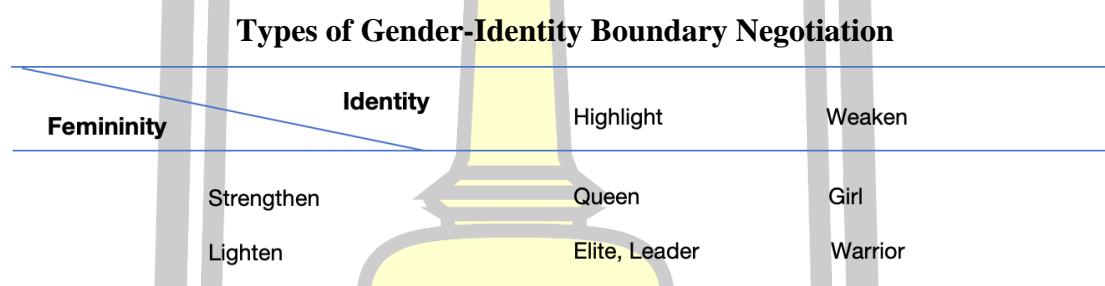 Types of Gender-Identity Boundary Negotiation
Identity
Femininity
Highlight Weaken
Strengthen Queen Girl
Lighten Elite, Leader Warrior